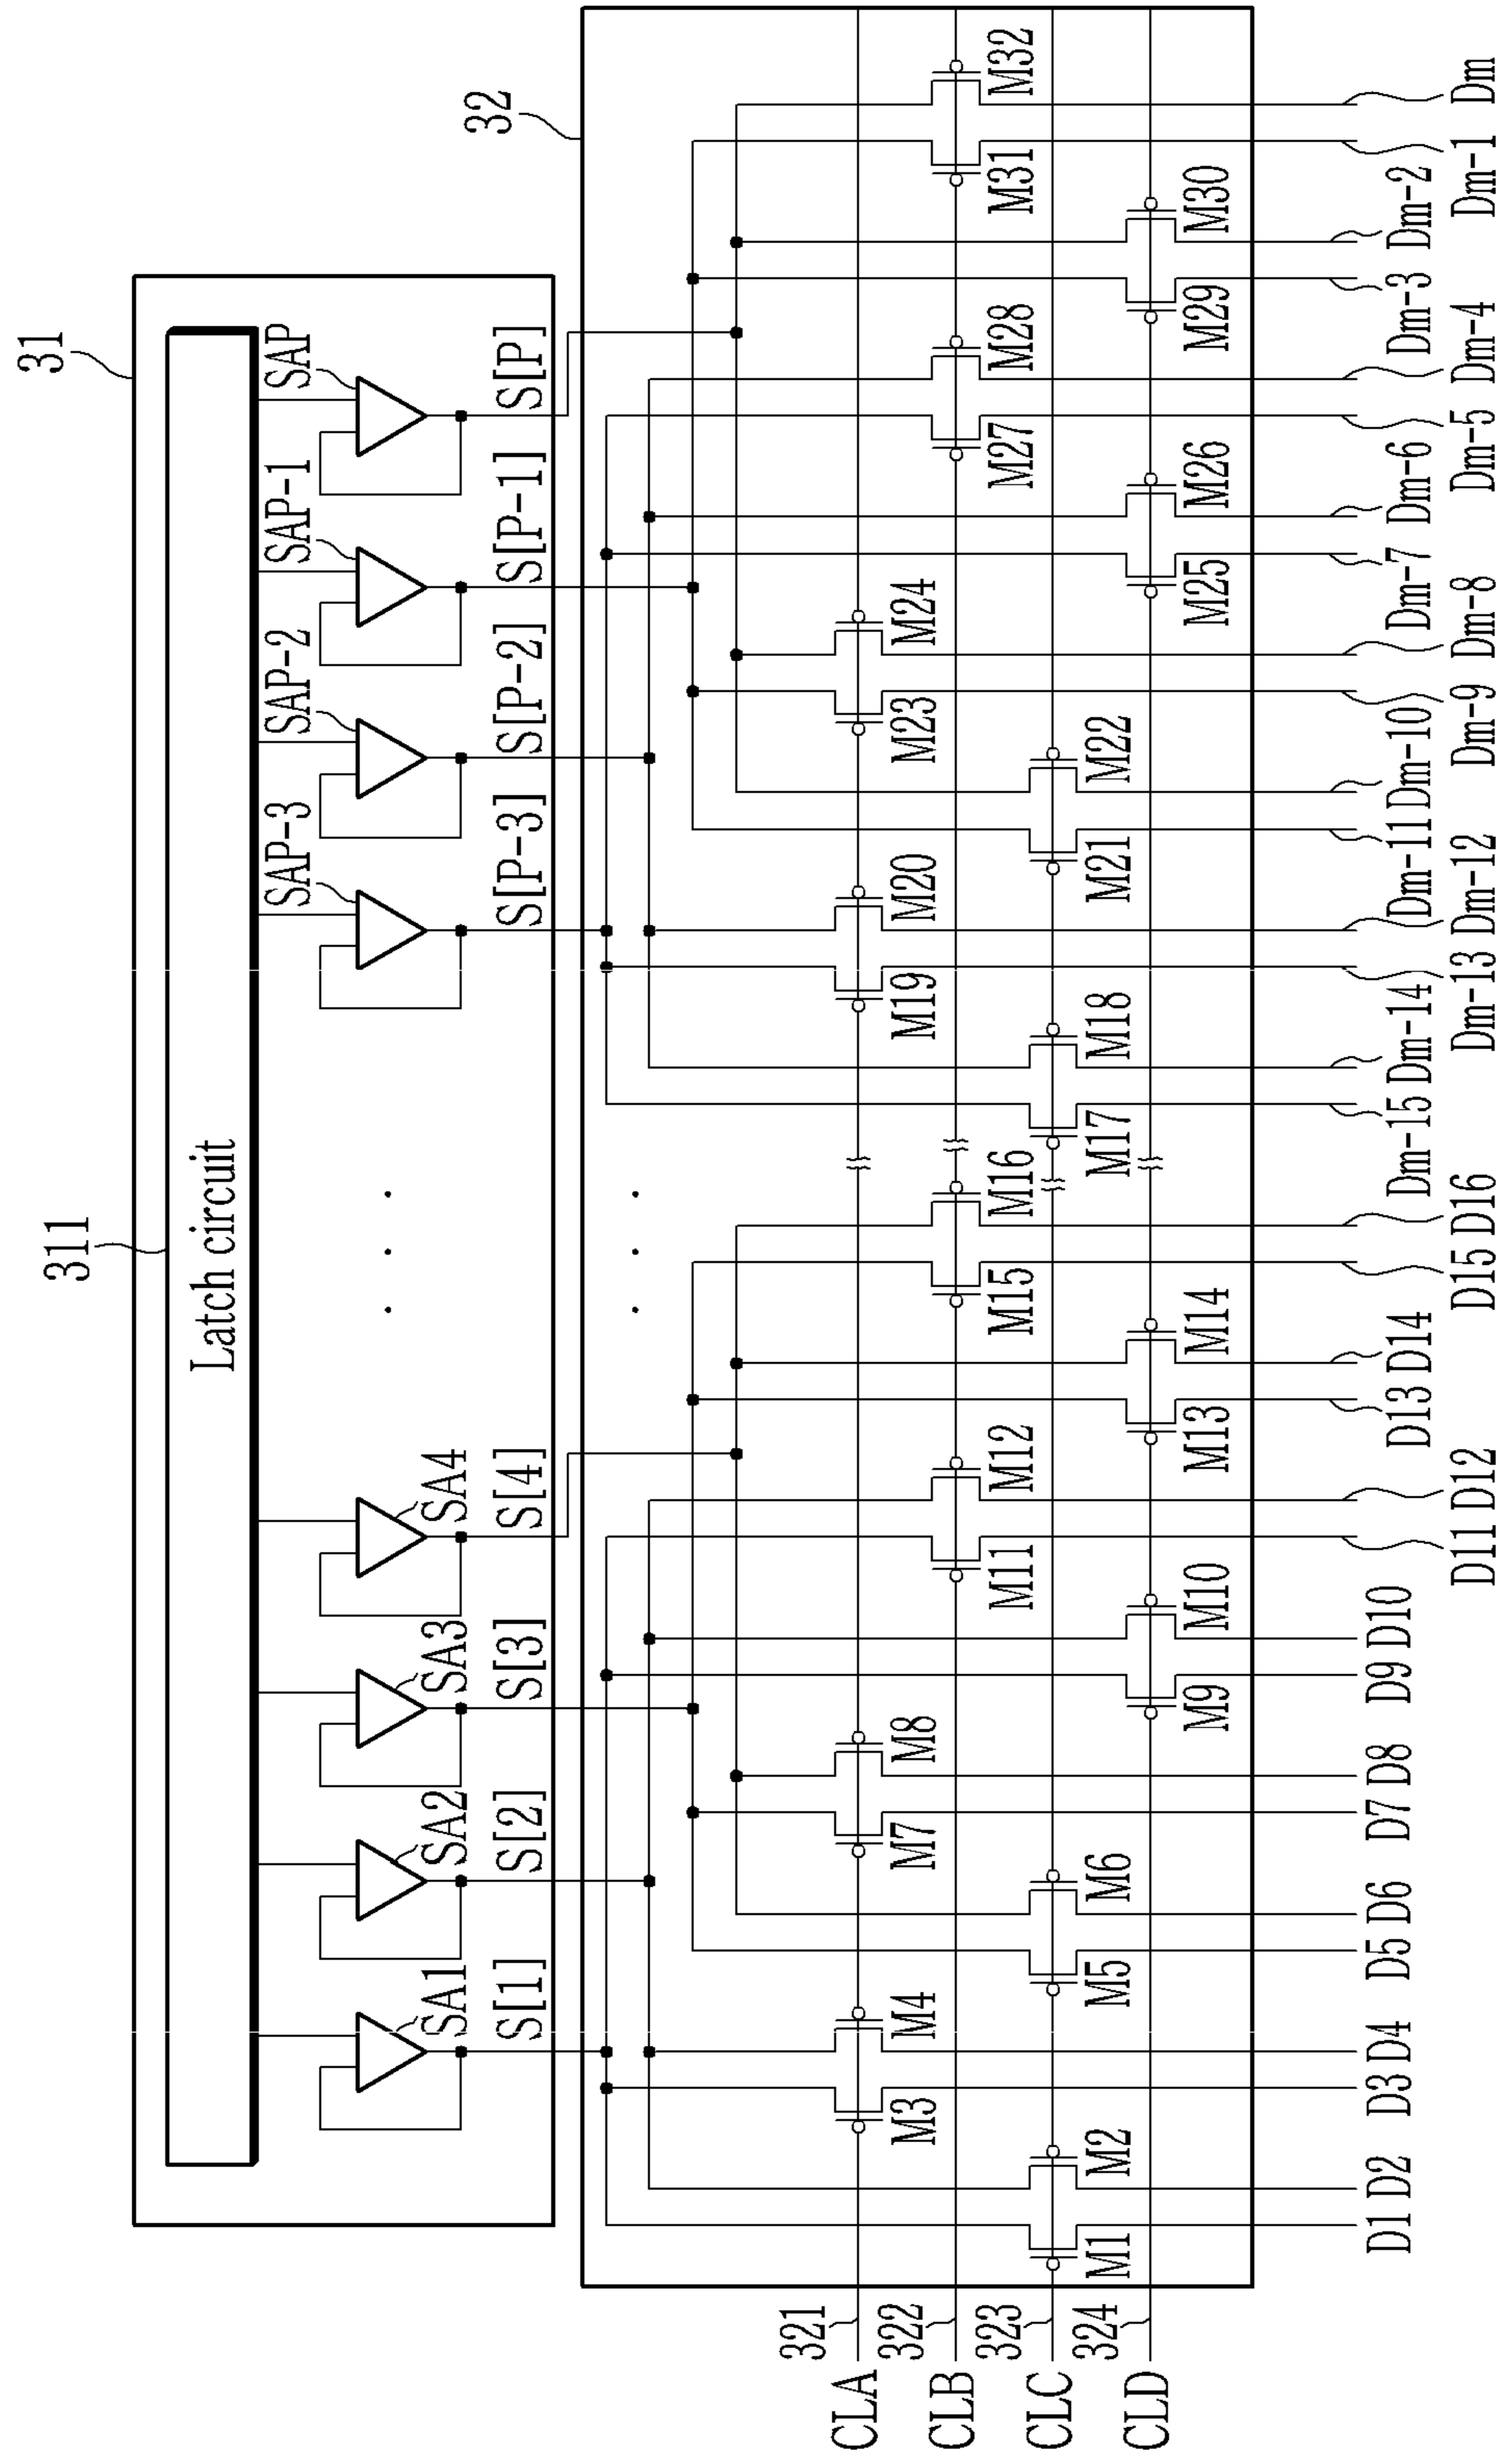 31
311
Latch circuit
SA1
SA2
SA3
SA4
SAP-3
SAP-2
SAP-1
SAP
S[1]
S[2]
S[3]
S[4]
S[P-3]
S[P-2]
S[P-1]
S[P]
32
CLA
321
M3
M4
M7
M8
M19
M20
M23
M24
CLB
322
M11
M12
M15
M16
M27
M28
M31
M32
CLC
323
M1
M2
M5
M6
M17
M18
M21
M22
CLD
324
M9
M10
M13
M14
M25
M26
M29
M30
D1
D2
D3
D4
D5
D6
D7
D8
D9
D10
D13
D14
Dm-15
Dm-14
Dm-11
Dm-10
Dm-7
Dm-6
Dm-3
Dm-2
D11
D12
D15
D16
Dm-13
Dm-12
Dm-9
Dm-8
Dm-5
Dm-4
Dm-1
Dm